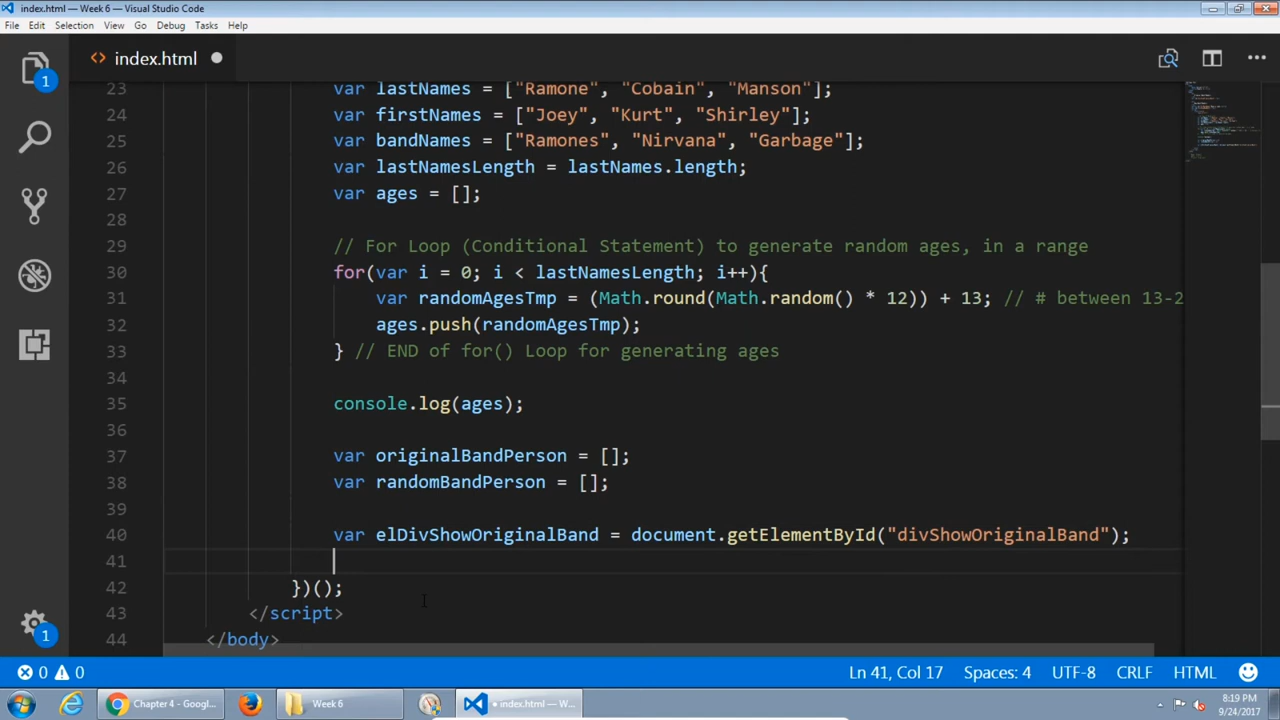 index.html — Week 6 — Visual Studio Code
File Edit Selection View Go Debug Tasks Help
1
<> index.html
23 var lastNames = ["Ramone", "Cobain", "Manson"];
24 var firstNames = ["Joey", "Kurt", "Shirley"];
25 var bandNames = ["Ramones", "Nirvana", "Garbage"];
26 var lastNamesLength = lastNames.length;
27 var ages = [];
28
29 // For Loop (Conditional Statement) to generate random ages, in a range
30 for(var i = 0; i < lastNamesLength; i++){
31 var randomAgesTmp = (Math.round(Math.random() * 12)) + 13; // # between 13-2
32 ages.push(randomAgesTmp);
33 } // END of for() Loop for generating ages
34
35 console.log(ages);
36
37 var originalBandPerson = [];
38 var randomBandPerson = [];
39
40 var elDivShowOriginalBand = document.getElementById("divShowOriginalBand");
41
42 })();
43 </script>
44 </body>
1
0 0 Ln 41, Col 17 Spaces: 4 UTF-8 CRLF HTML
Chapter 4 - Googl... Week 6 • index.html — W... 8:19 PM
9/24/2017